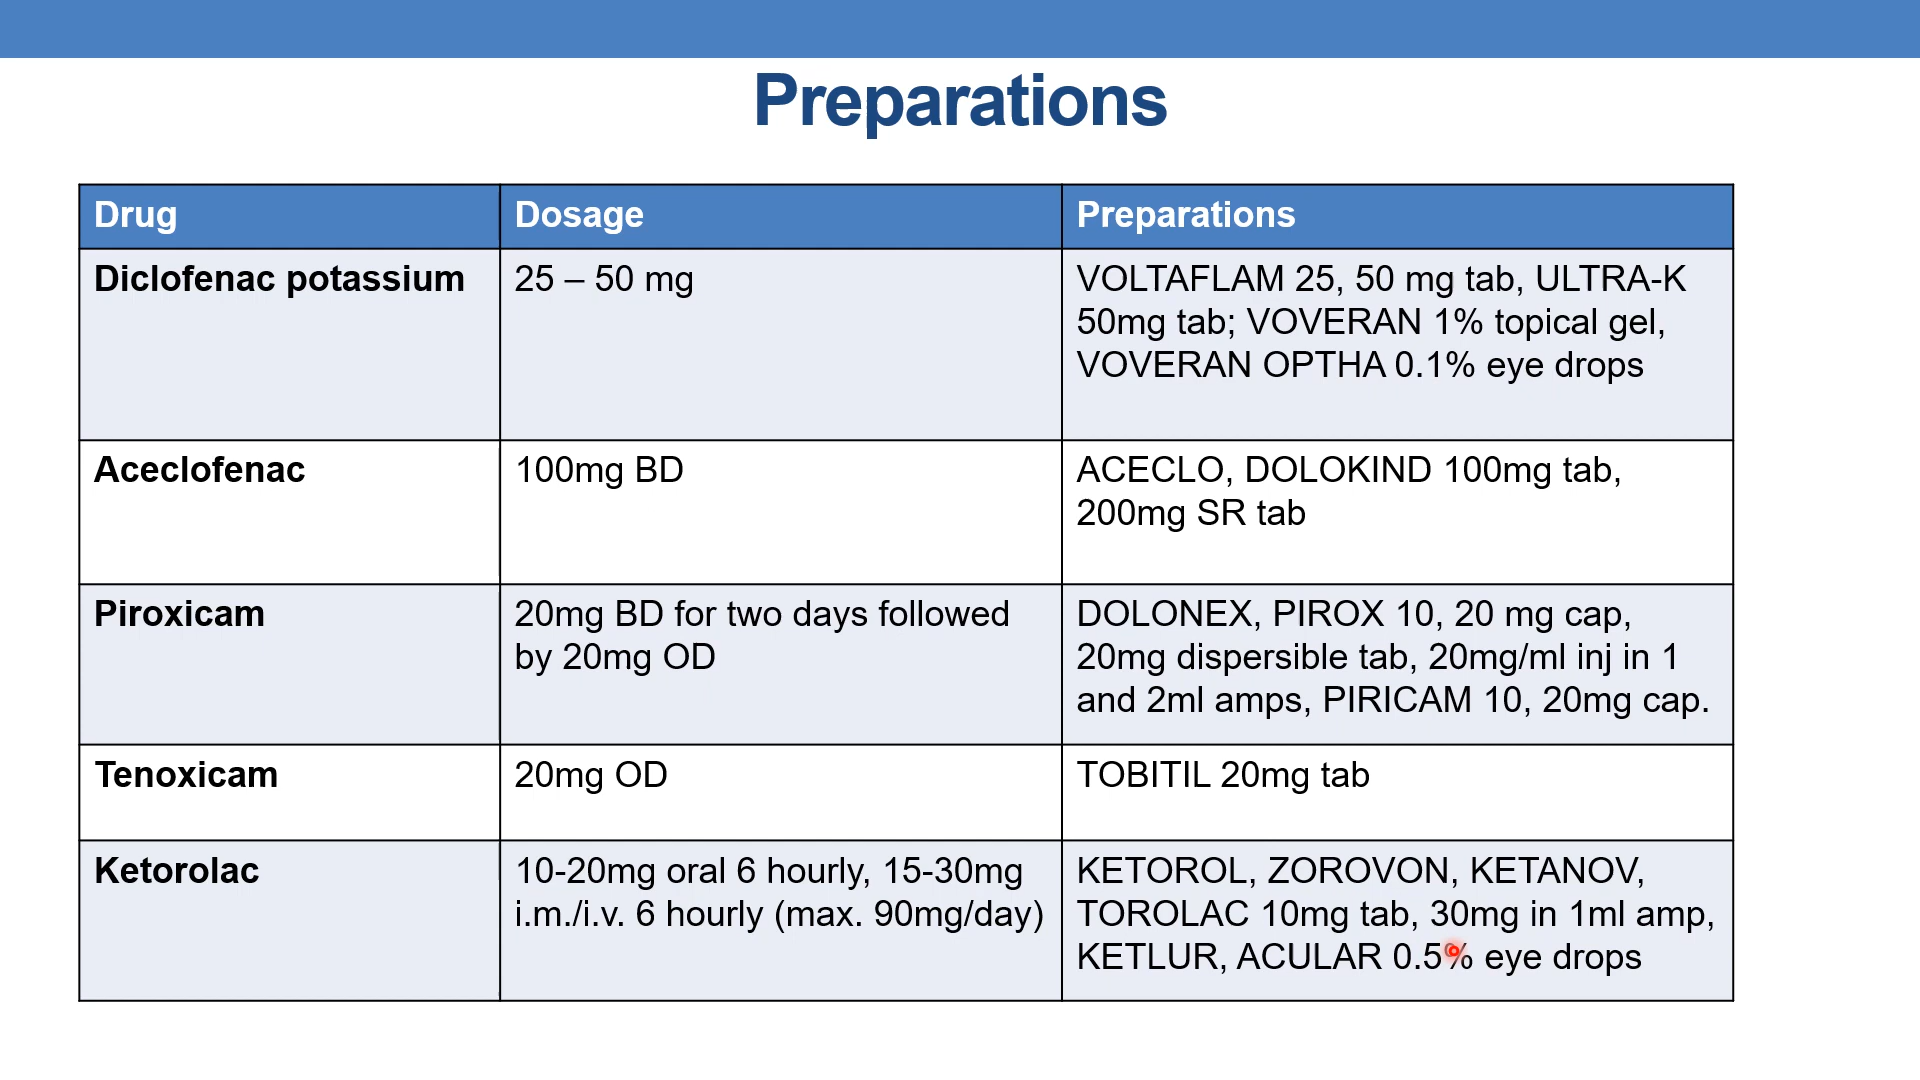 Preparations
Drug
Dosage
Preparations
Diclofenac potassium
25 – 50 mg
VOLTAFLAM 25, 50 mg tab, ULTRA-K
50mg tab; VOVERAN 1% topical gel,
VOVERAN OPTHA 0.1% eye drops
Aceclofenac
100mg BD
ACECLO, DOLOKIND 100mg tab,
200mg SR tab
Piroxicam
20mg BD for two days followed
by 20mg OD
DOLONEX, PIROX 10, 20 mg cap,
20mg dispersible tab, 20mg/ml inj in 1
and 2ml amps, PIRICAM 10, 20mg cap.
Tenoxicam
20mg OD
TOBITIL 20mg tab
Ketorolac
10-20mg oral 6 hourly, 15-30mg
i.m./i.v. 6 hourly (max. 90mg/day)
KETOROL, ZOROVON, KETANOV,
TOROLAC 10mg tab, 30mg in 1ml amp,
KETLUR, ACULAR 0.5% eye drops